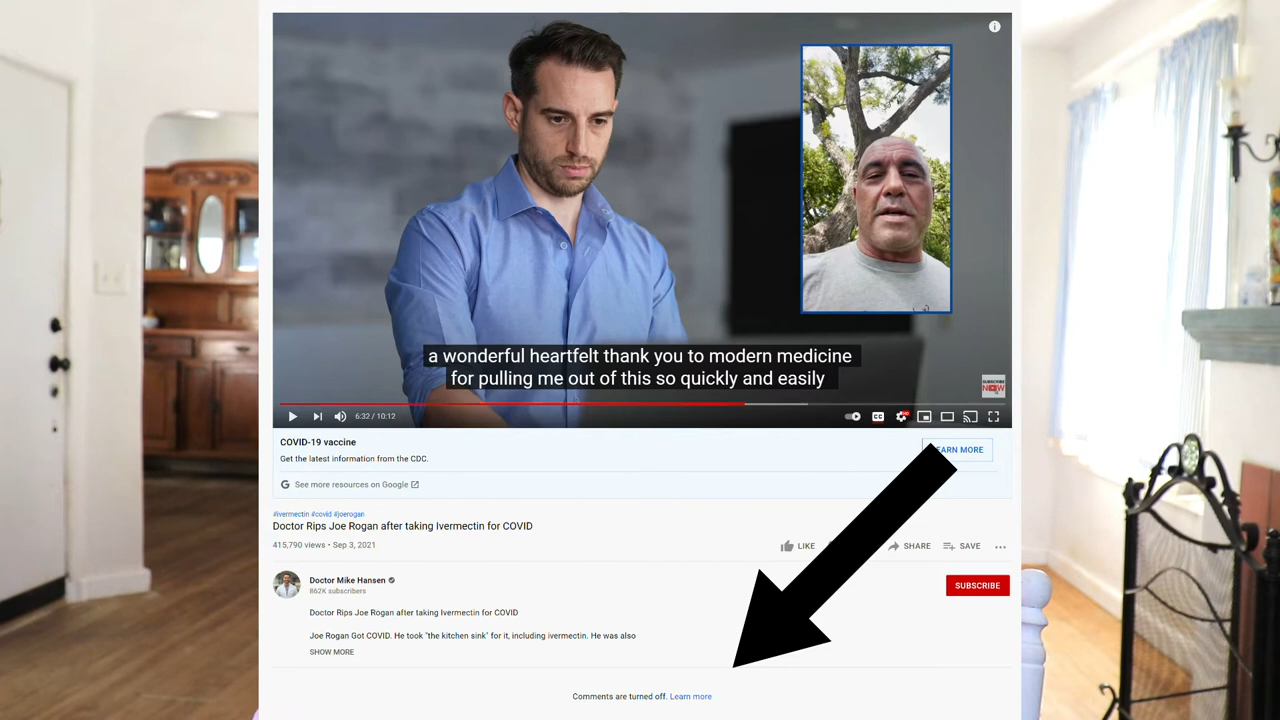 a wonderful heartfelt thank you to modern medicine
for pulling me out of this so quickly and easily
SUBSCRIBE
NOW
6:32 / 10:12
CC
HD
COVID-19 vaccine
Get the latest information from the CDC.
LEARN MORE
G See more resources on Google
#ivermectin #covid #joerogan
Doctor Rips Joe Rogan after taking Ivermectin for COVID
415,790 views • Sep 3, 2021
LIKE
SHARE
SAVE
Doctor Mike Hansen
862K subscribers
SUBSCRIBE
Doctor Rips Joe Rogan after taking Ivermectin for COVID
Joe Rogan Got COVID. He took "the kitchen sink" for it, including ivermectin. He was also
SHOW MORE
Comments are turned off. Learn more